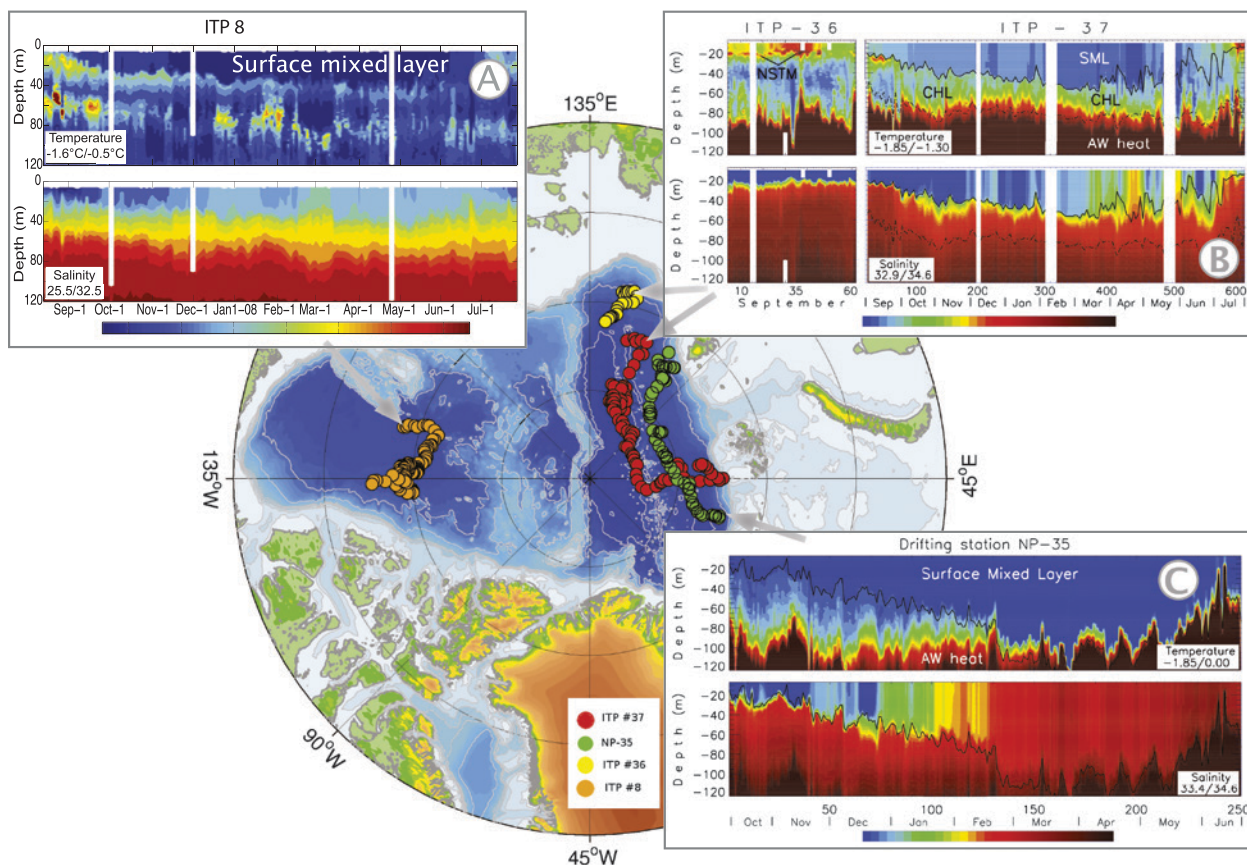 ITP 8
Surface mixed layer
A
Depth (m)
0
40
80
120
Temperature
-1.6°C/-0.5°C
Depth (m)
0
40
80
120
Salinity
25.5/32.5
Sep-1 Oct-1 Nov-1 Dec-1 Jan1-08 Feb-1 Mar-1 Apr-1 May-1 Jun-1 Jul-1
ITP-36 ITP - 37
Depth (m)
-20
-40
-60
-80
-100
-120
NSTM
SML
CHL CHL
AW heat
Temperature
-1.85/-1.30
Depth (m)
-20
-40
-60
-80
-100
-120
Salinity
32.9/34.6
B
10 35 60 100 200 300 400 500 600
September Sep | Oct | Nov | Dec | Jan | Feb | Mar | Apr | May | Jun | Jul
135°E
135°W
45°E
90°W
45°W
ITP #37
NP-35
ITP #36
ITP #8
Drifting station NP-35
Depth (m)
-20
-40
-60
-80
-100
-120
Surface Mixed Layer
C
AW heat
Temperature
-1.85/0.00
Depth (m)
-20
-40
-60
-80
-100
-120
Salinity
33.4/34.6
50 100 150 200 250
| Oct | Nov | Dec | Jan | Feb | Mar | Apr | May | Jun |